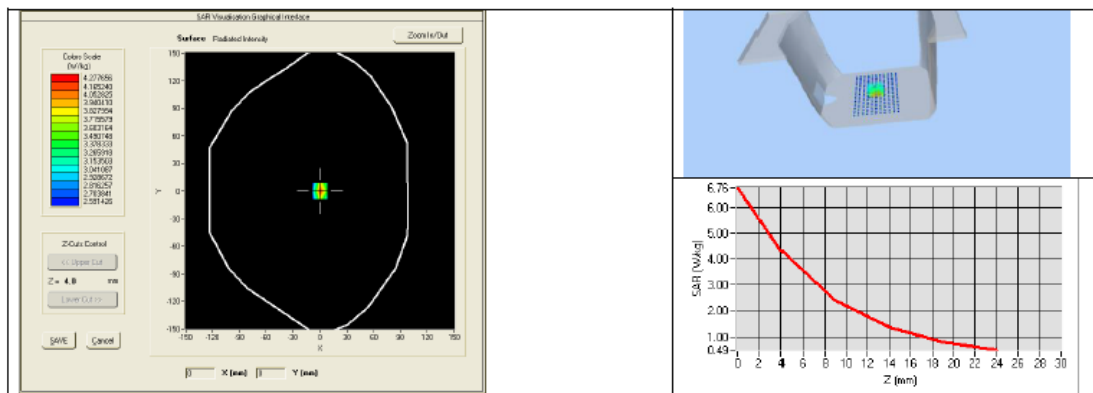 SAR Visualisation Graphical Interface
Surface Radiated Intensity
Zoom In/Out
Colors Scale
(W/kg)
4.277656
4.165240
4.052825
3.940410
3.827994
3.715579
3.603164
3.490748
3.378333
3.265918
3.153503
3.041087
2.928672
2.816257
2.703841
2.591426
150
120
90
60
30
0
-30
-60
-90
-120
-150
Y
-150 -120 -90 -60 -30 0 30 60 90 120 150
X
Z-Cuts Control
<< Upper Cut
Z = 4.0 mm
Lower Cut >>
SAVE Cancel
0 X (mm) Y (mm)
6.76
6.00
5.00
4.00
3.00
2.00
1.00
0.49
SAR (W/kg)
0 2 4 6 8 10 12 14 16 18 20 22 24 26 28 30
Z (mm)